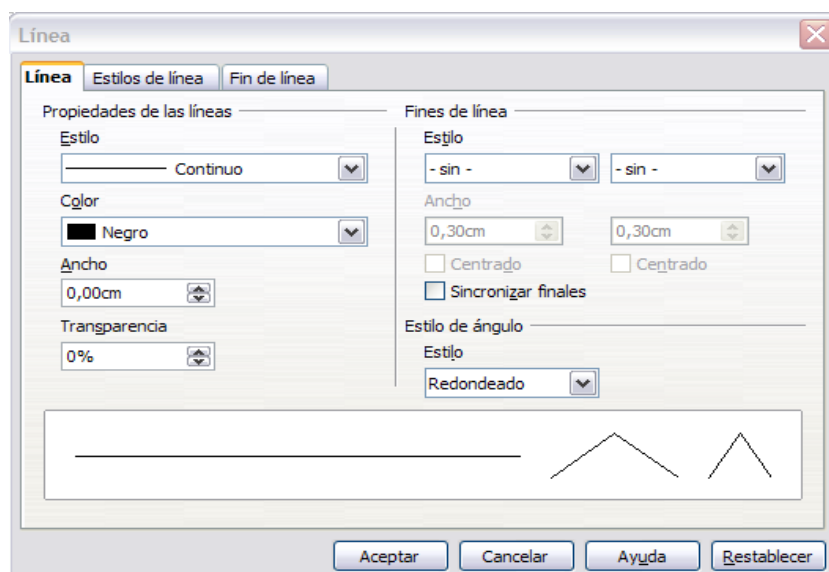 Línea
Línea Estilos de línea Fin de línea
Propiedades de las líneas
Estilo
Continuo
Color
Negro
Ancho
0,00cm
Transparencia
0%
Fines de línea
Estilo
- sin - - sin -
Ancho
0,30cm 0,30cm
Centrado Centrado
Sincronizar finales
Estilo de ángulo
Estilo
Redondeado
Aceptar Cancelar Ayuda Restablecer